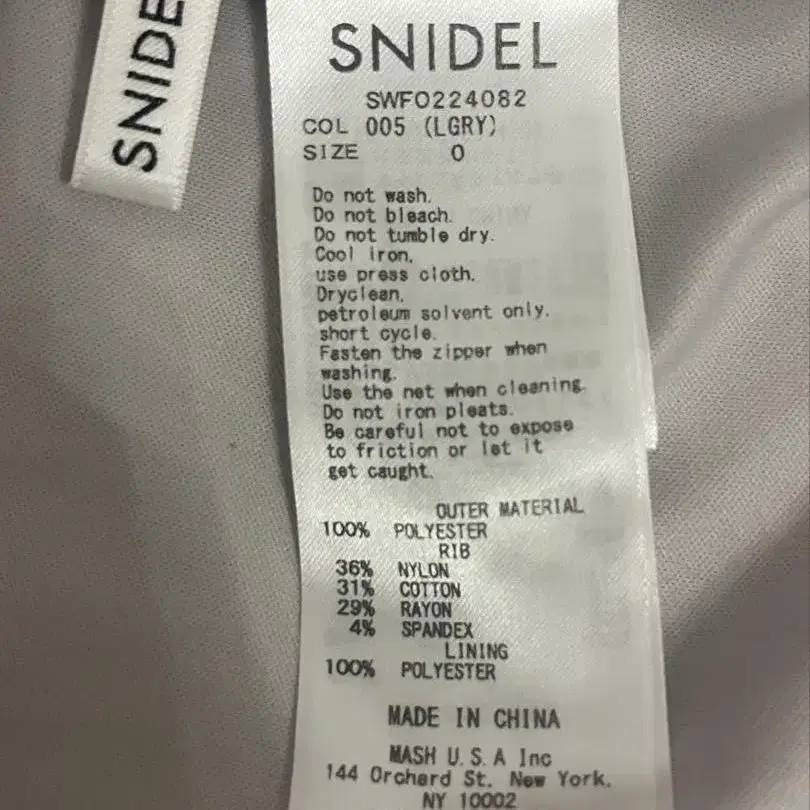 SNIDE
SNIDEL
SWFO224082
COL 005 (LGRY)
SIZE 0
Do not wash.
Do not bleach.
Do not tumble dry.
Cool iron,
use press cloth.
Dryclean,
petroleum solvent only.
short cycle.
Fasten the zipper when
washing.
Use the net when cleaning.
Do not iron pleats.
Be careful not to expose
to friction or let it
get caught.
OUTER MATERIAL
100% POLYESTER
RIB
36% NYLON
31% COTTON
29% RAYON
4% SPANDEX
LINING
100% POLYESTER
MADE IN CHINA
MASH U.S.A Inc
144 Orchard St. New York.
NY 10002